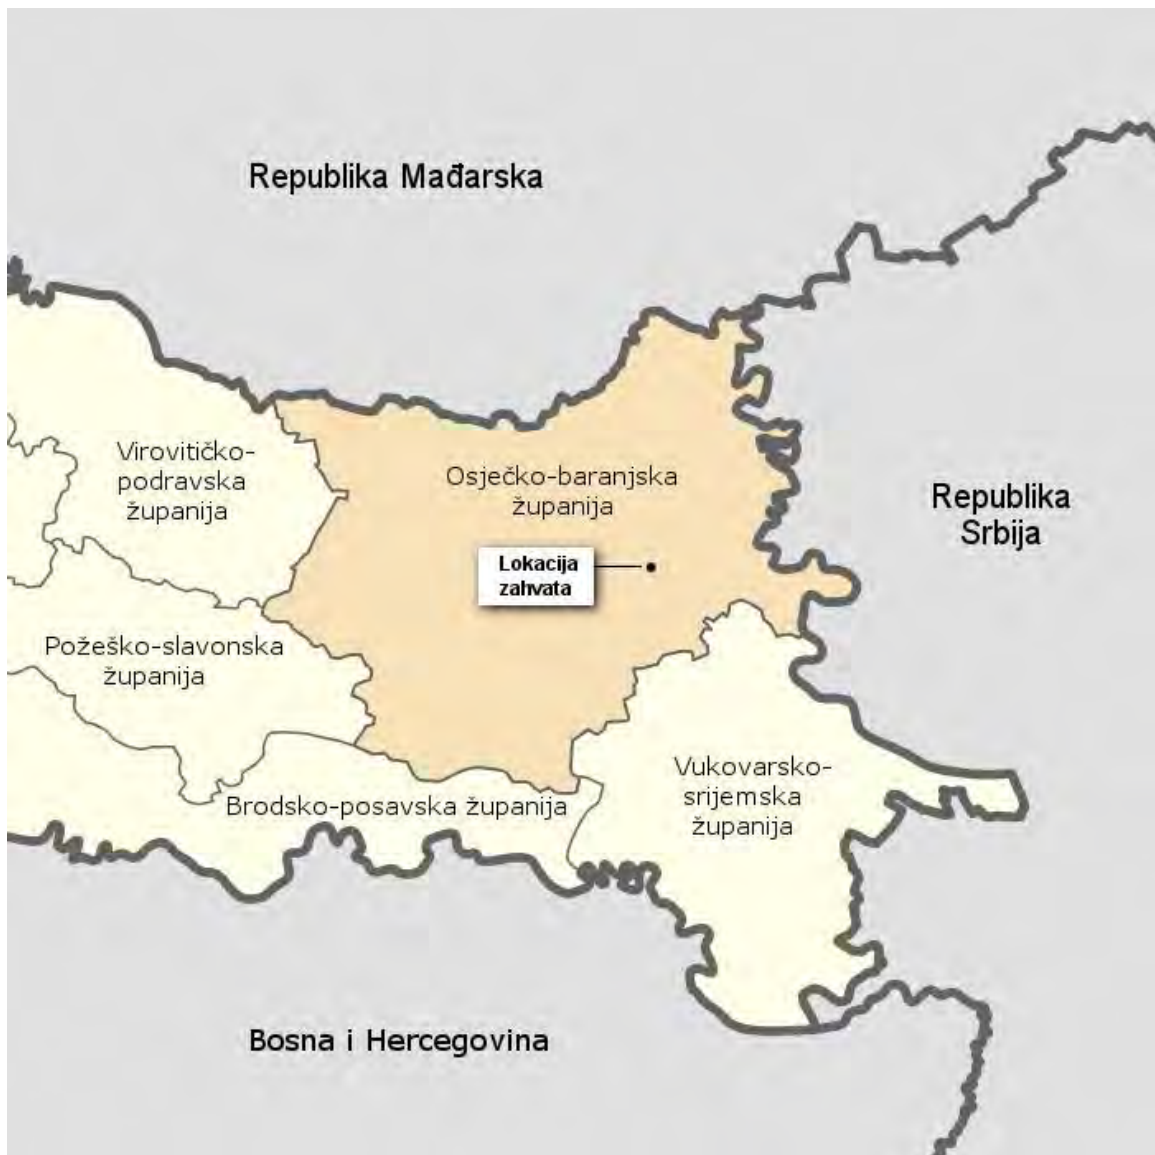 Republika Mađarska
Virovitičko-
podravska
županija
Osječko-baranjska
županija
Republika
Srbija
Lokacija
zahvata
Požeško-slavonska
županija
Vukovarsko-
srijemska
županija
Brodsko-posavska županija
Bosna i Hercegovina